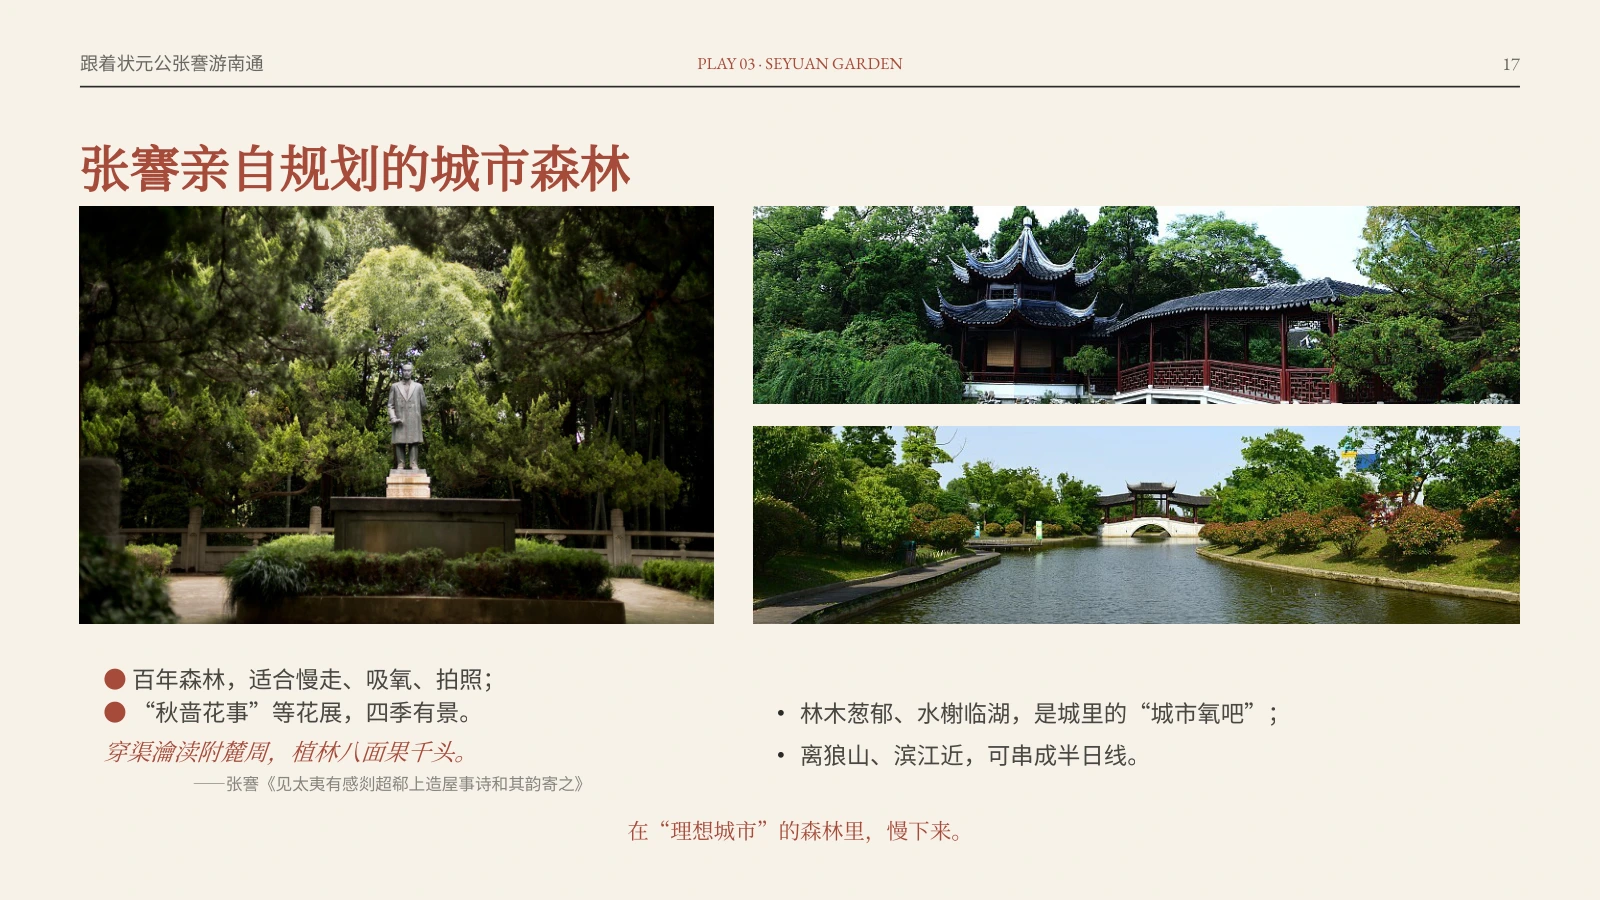 跟着状元公张謇游南通
PLAY 03 · SEYUAN GARDEN
17
张謇亲自规划的城市森林
● 百年森林，适合慢走、吸氧、拍照；
● “秋啬花事”等花展，四季有景。
穿渠瀹渎附麓周，植林八面果千头。
——张謇《见太夷有感剡超郗上造屋事诗和其韵寄之》
• 林木葱郁、水榭临湖，是城里的“城市氧吧”；
• 离狼山、滨江近，可串成半日线。
在“理想城市”的森林里，慢下来。